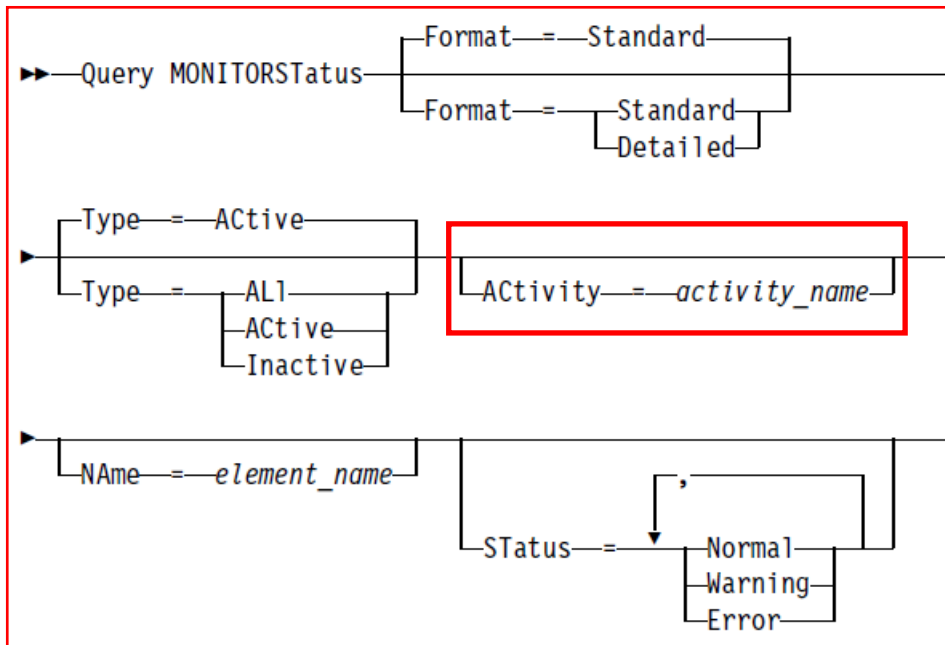 Format = Standard
Query MONITORSTatus
Format = Standard
Detailed
Type = ACtive
Type = ALl
ACtive
Inactive
ACtivity = activity_name
NAme = element_name
,
STatus = Normal
Warning
Error